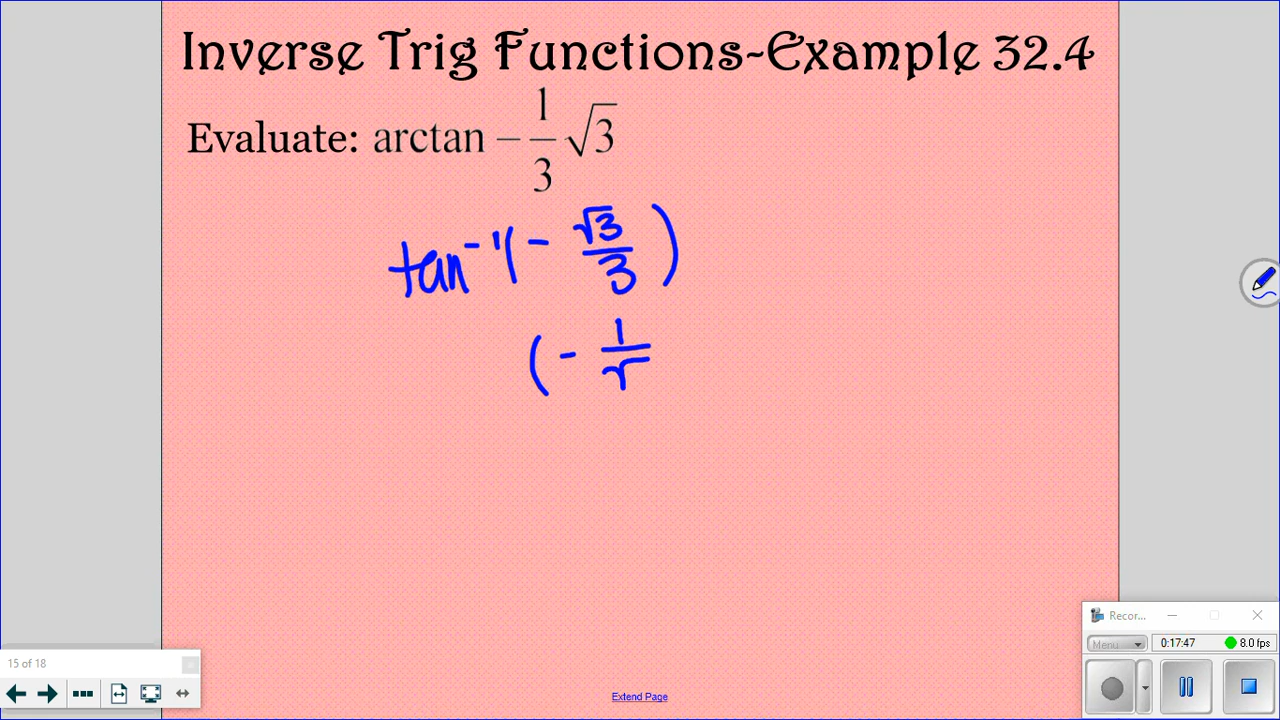 Inverse Trig Functions-Example 32.4
Evaluate: arctan − 1/3 √3
tan⁻¹(− √3/3)
(− 1/√
Recor...
Menu
0:17:47
8.0 fps
15 of 18
Extend Page